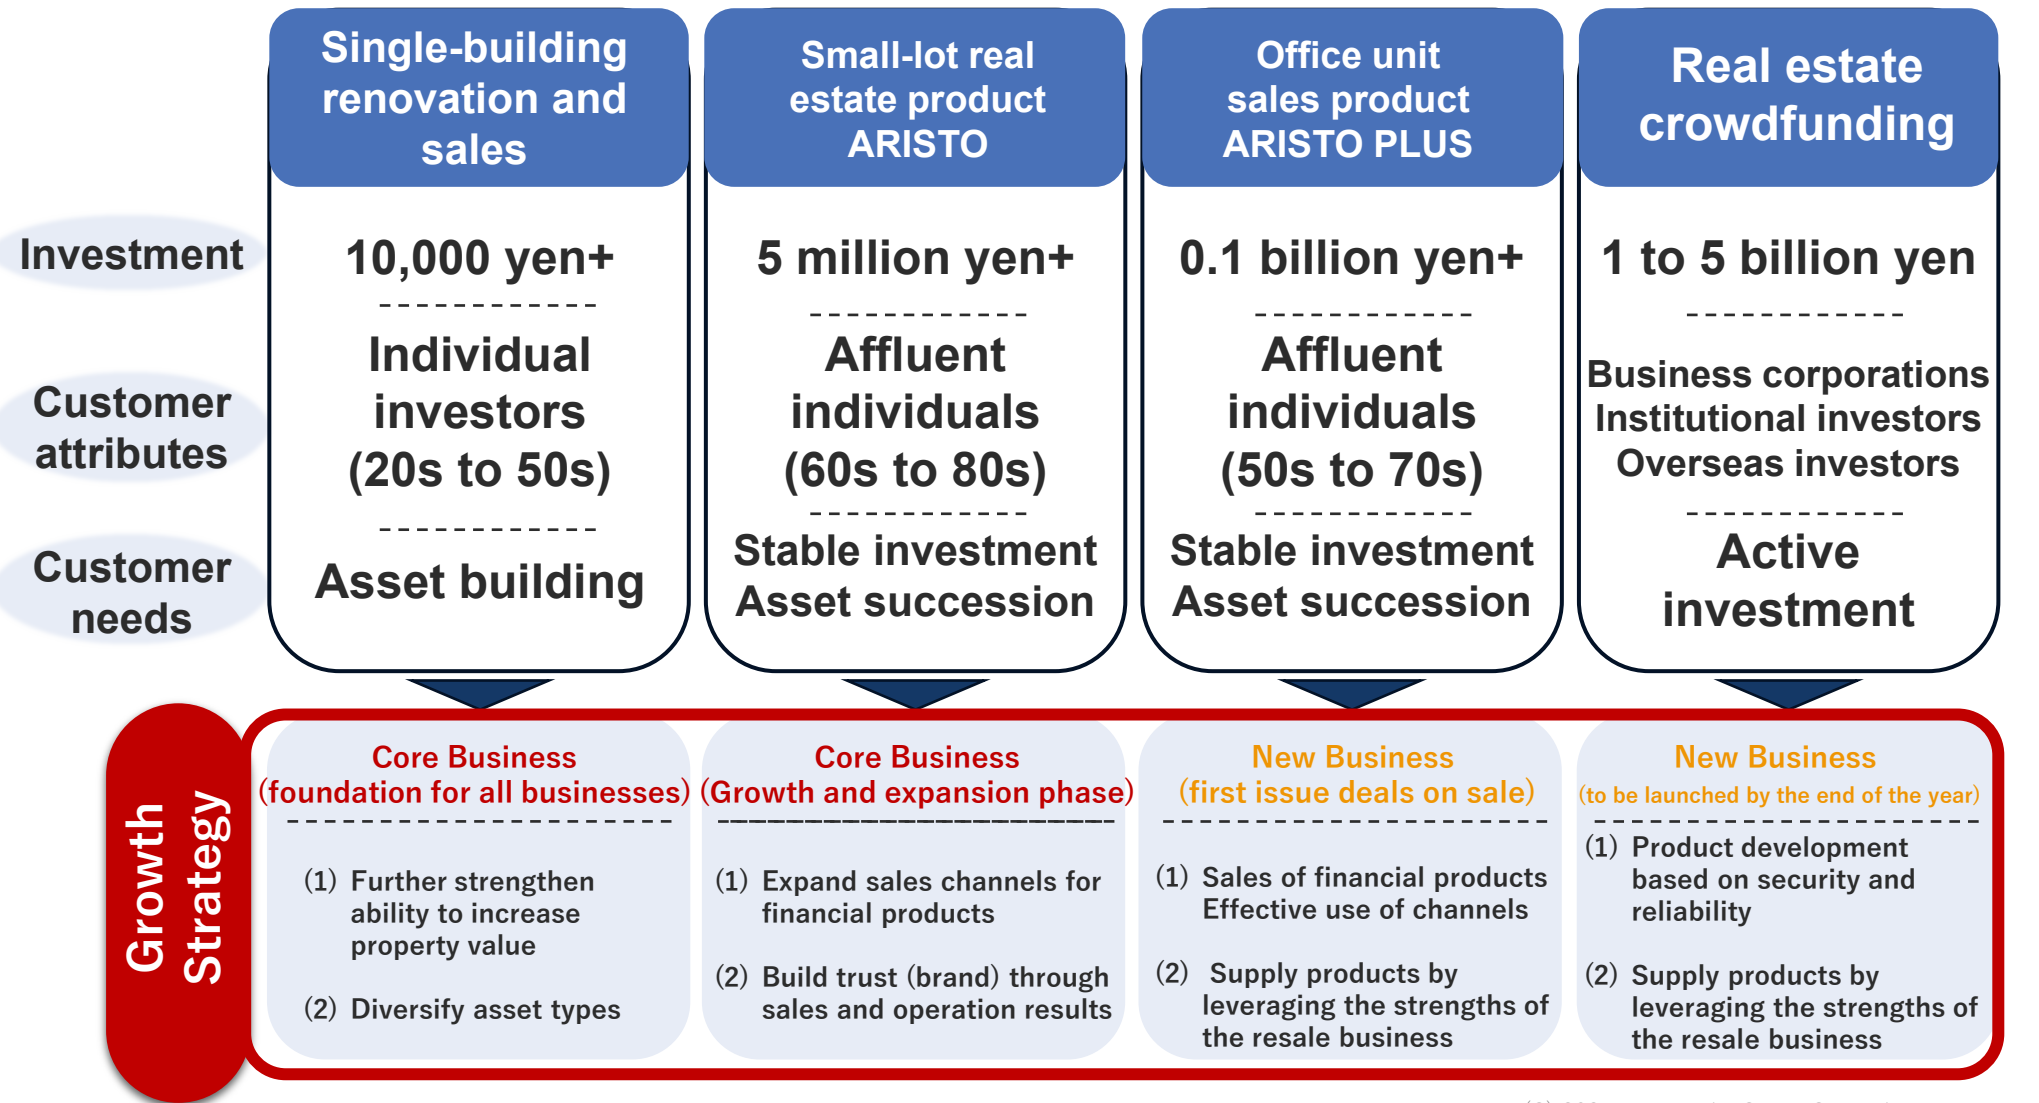 Single-building
renovation and
sales
Small-lot real
estate product
ARISTO
Office unit
sales product
ARISTO PLUS
Real estate
crowdfunding
Investment
10,000 yen+
5 million yen+
0.1 billion yen+
1 to 5 billion yen
Customer
attributes
Individual
investors
(20s to 50s)
Affluent
individuals
(60s to 80s)
Affluent
individuals
(50s to 70s)
Business corporations
Institutional investors
Overseas investors
Customer
needs
Asset building
Stable investment
Asset succession
Stable investment
Asset succession
Active
investment
Growth
Strategy
Core Business
(foundation for all businesses)
(1) Further strengthen
ability to increase
property value
(2) Diversify asset types
Core Business
(Growth and expansion phase)
(1) Expand sales channels for
financial products
(2) Build trust (brand) through
sales and operation results
New Business
(first issue deals on sale)
(1) Sales of financial products
Effective use of channels
(2) Supply products by
leveraging the strengths of
the resale business
New Business
(to be launched by the end of the year)
(1) Product development
based on security and
reliability
(2) Supply products by
leveraging the strengths of
the resale business